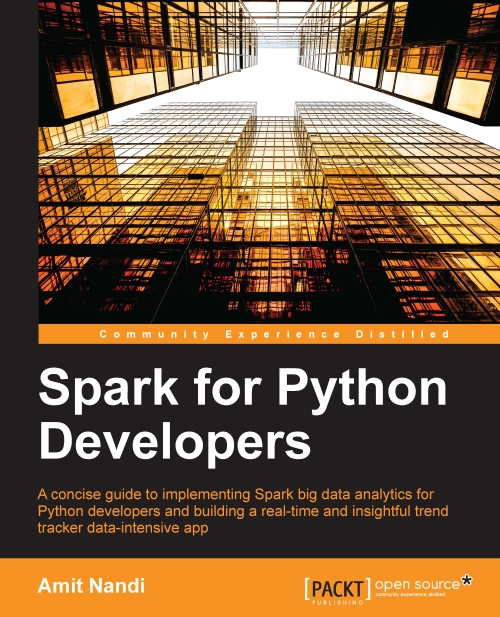 Community Experience Distilled
Spark for Python
Developers
A concise guide to implementing Spark big data analytics for
Python developers and building a real-time and insightful trend
tracker data-intensive app
Amit Nandi
[PACKT] open source*
PUBLISHING community experience distilled